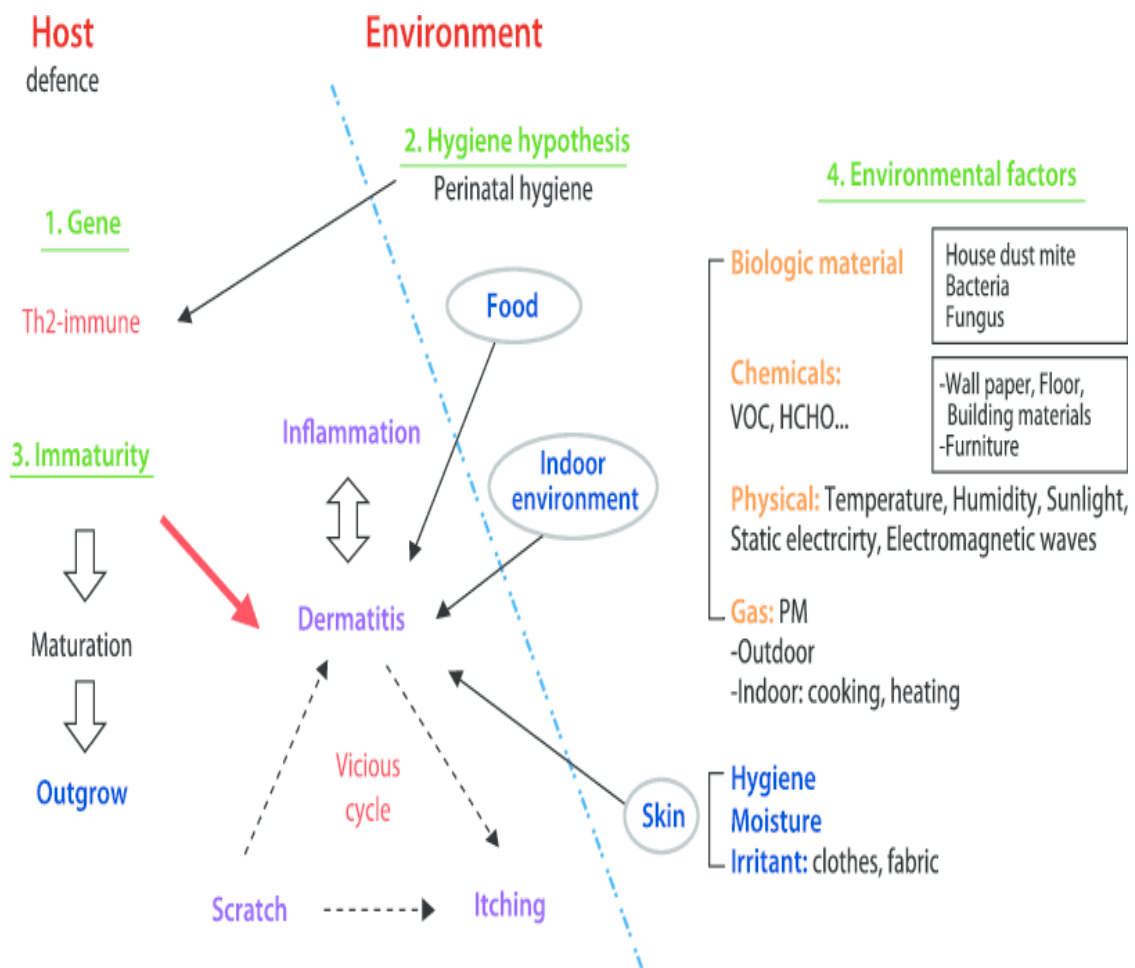 Host
defence
Environment
1. Gene
Th2-immune
2. Hygiene hypothesis
Perinatal hygiene
3. Immaturity
Maturation
Outgrow
Food
Inflammation
Indoor
environment
Dermatitis
Vicious
cycle
Scratch
Itching
Skin
4. Environmental factors
Biologic material
House dust mite
Bacteria
Fungus
Chemicals:
VOC, HCHO...
-Wall paper, Floor,
Building materials
-Furniture
Physical: Temperature, Humidity, Sunlight,
Static electrcirty, Electromagnetic waves
Gas: PM
-Outdoor
-Indoor: cooking, heating
Hygiene
Moisture
Irritant: clothes, fabric